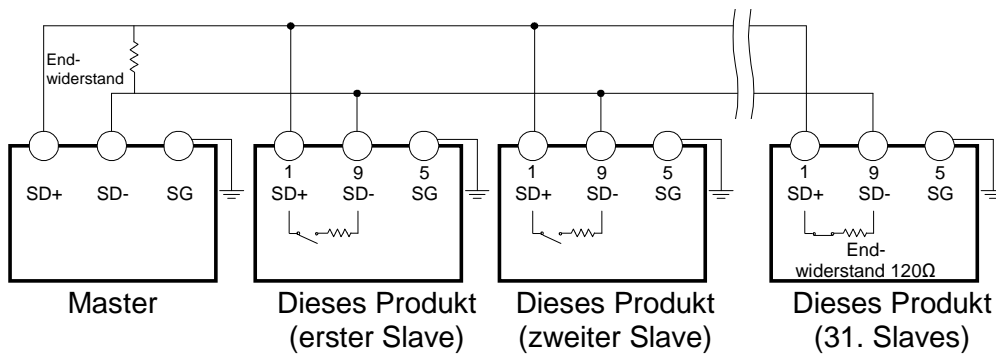 End-
widerstand
SD+ SD- SG
1 9 5
SD+ SD- SG
1 9 5
SD+ SD- SG
1 9 5
SD+ SD- SG
End-
widerstand 120Ω
Master
Dieses Produkt
(erster Slave)
Dieses Produkt
(zweiter Slave)
Dieses Produkt
(31. Slaves)